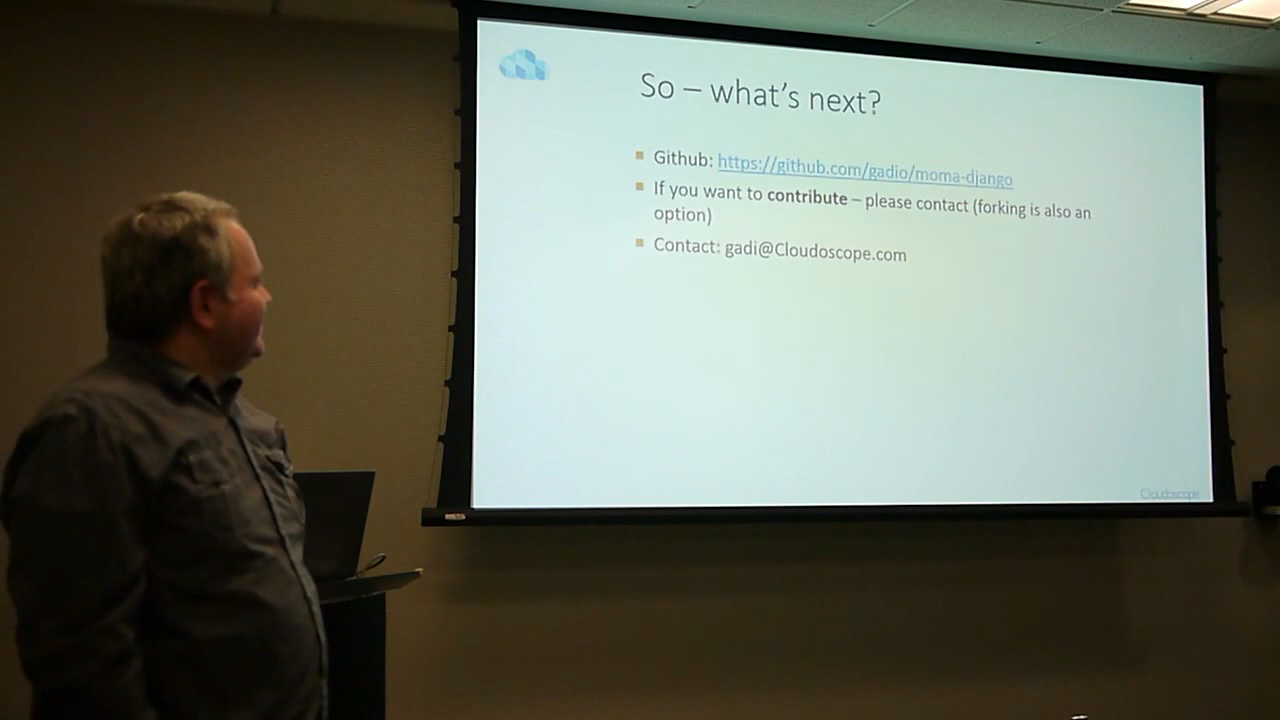 So – what's next?
Github: https://github.com/gadio/moma-django
If you want to contribute – please contact (forking is also an
option)
Contact: gadi@Cloudoscope.com
Cloudoscope